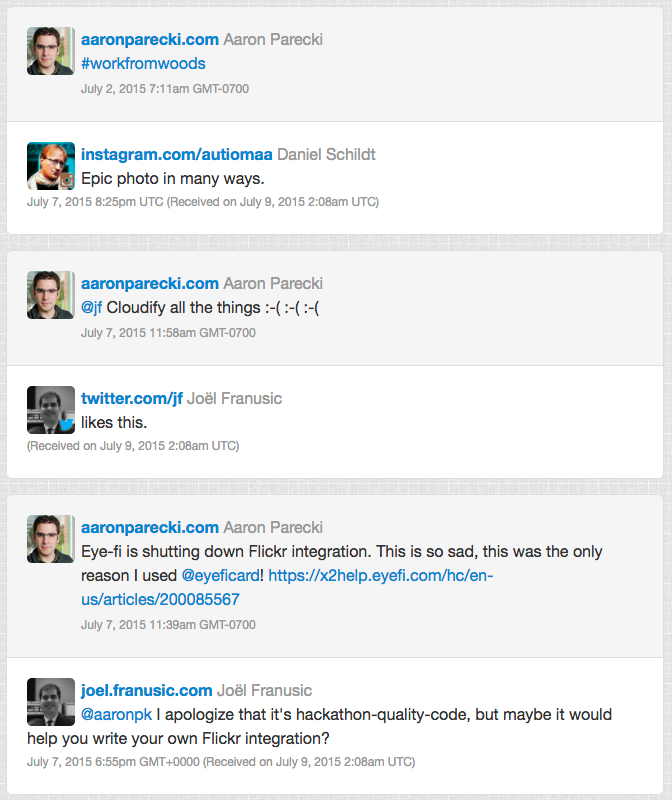 aaronparecki.com Aaron Parecki
#workfromwoods
July 2, 2015 7:11am GMT-0700
instagram.com/autiomaa Daniel Schildt
Epic photo in many ways.
July 7, 2015 8:25pm UTC (Received on July 9, 2015 2:08am UTC)
aaronparecki.com Aaron Parecki
@jf Cloudify all the things :-( :-( :-(
July 7, 2015 11:58am GMT-0700
twitter.com/jf Joël Franusic
likes this.
(Received on July 9, 2015 2:08am UTC)
aaronparecki.com Aaron Parecki
Eye-fi is shutting down Flickr integration. This is so sad, this was the only
reason I used @eyeficard! https://x2help.eyefi.com/hc/en-
us/articles/200085567
July 7, 2015 11:39am GMT-0700
joel.franusic.com Joël Franusic
@aaronpk I apologize that it's hackathon-quality-code, but maybe it would
help you write your own Flickr integration?
July 7, 2015 6:55pm GMT+0000 (Received on July 9, 2015 2:08am UTC)